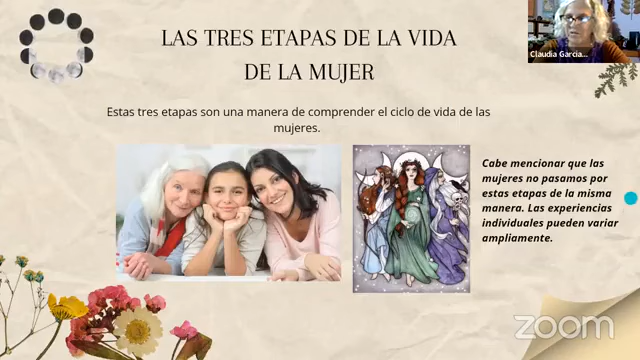 LAS TRES ETAPAS DE LA VIDA
DE LA MUJER
Claudia Garcia...
Estas tres etapas son una manera de comprender el ciclo de vida de las
mujeres.
Cabe mencionar que las
mujeres no pasamos por
estas etapas de la misma
manera. Las experiencias
individuales pueden variar
ampliamente.
zoom